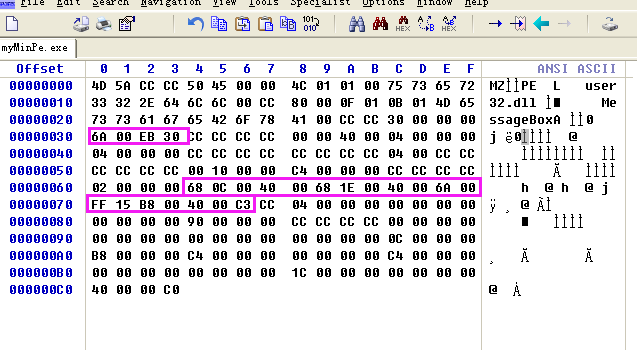 File Edit Search Navigation View Tools Specialist Options Window Help
myMinPe.exe
Offset 0 1 2 3 4 5 6 7 8 9 A B C D E F ANSI ASCII
00000000 4D 5A CC CC 50 45 00 00 4C 01 01 00 75 73 65 72 MZÌÌPE L user
00000010 33 32 2E 64 6C 6C 00 CC 80 00 0F 01 0B 01 4D 65 32.dll Ì Me
00000020 73 73 61 67 65 42 6F 78 41 00 CC CC 30 00 00 00 ssageBoxA ÌÌ0
00000030 6A 00 EB 30 CC CC CC CC 00 00 40 00 04 00 00 00 j ë0ÌÌÌÌ @
00000040 04 00 00 00 CC CC CC CC CC CC CC CC 04 00 CC CC ÌÌÌÌÌÌÌÌ ÌÌ
00000050 CC CC CC CC 00 10 00 00 C4 00 00 00 CC CC CC CC ÌÌÌÌ Ä ÌÌÌÌ
00000060 02 00 00 00 68 0C 00 40 00 68 1E 00 40 00 6A 00 h @ h @ j
00000070 FF 15 B8 00 40 00 C3 CC 04 00 00 00 00 00 00 00 ÿ ¸ @ ÃÌ
00000080 00 00 00 00 90 00 00 00 CC CC CC CC 00 00 00 00 ÌÌÌÌ
00000090 00 00 00 00 00 00 00 00 00 00 00 00 0C 00 00 00
000000A0 B8 00 00 00 C4 00 00 00 00 00 00 00 C4 00 00 00 ¸ Ä Ä
000000B0 00 00 00 00 00 00 00 00 1C 00 00 00 00 00 00 00
000000C0 40 00 00 C0 @ À